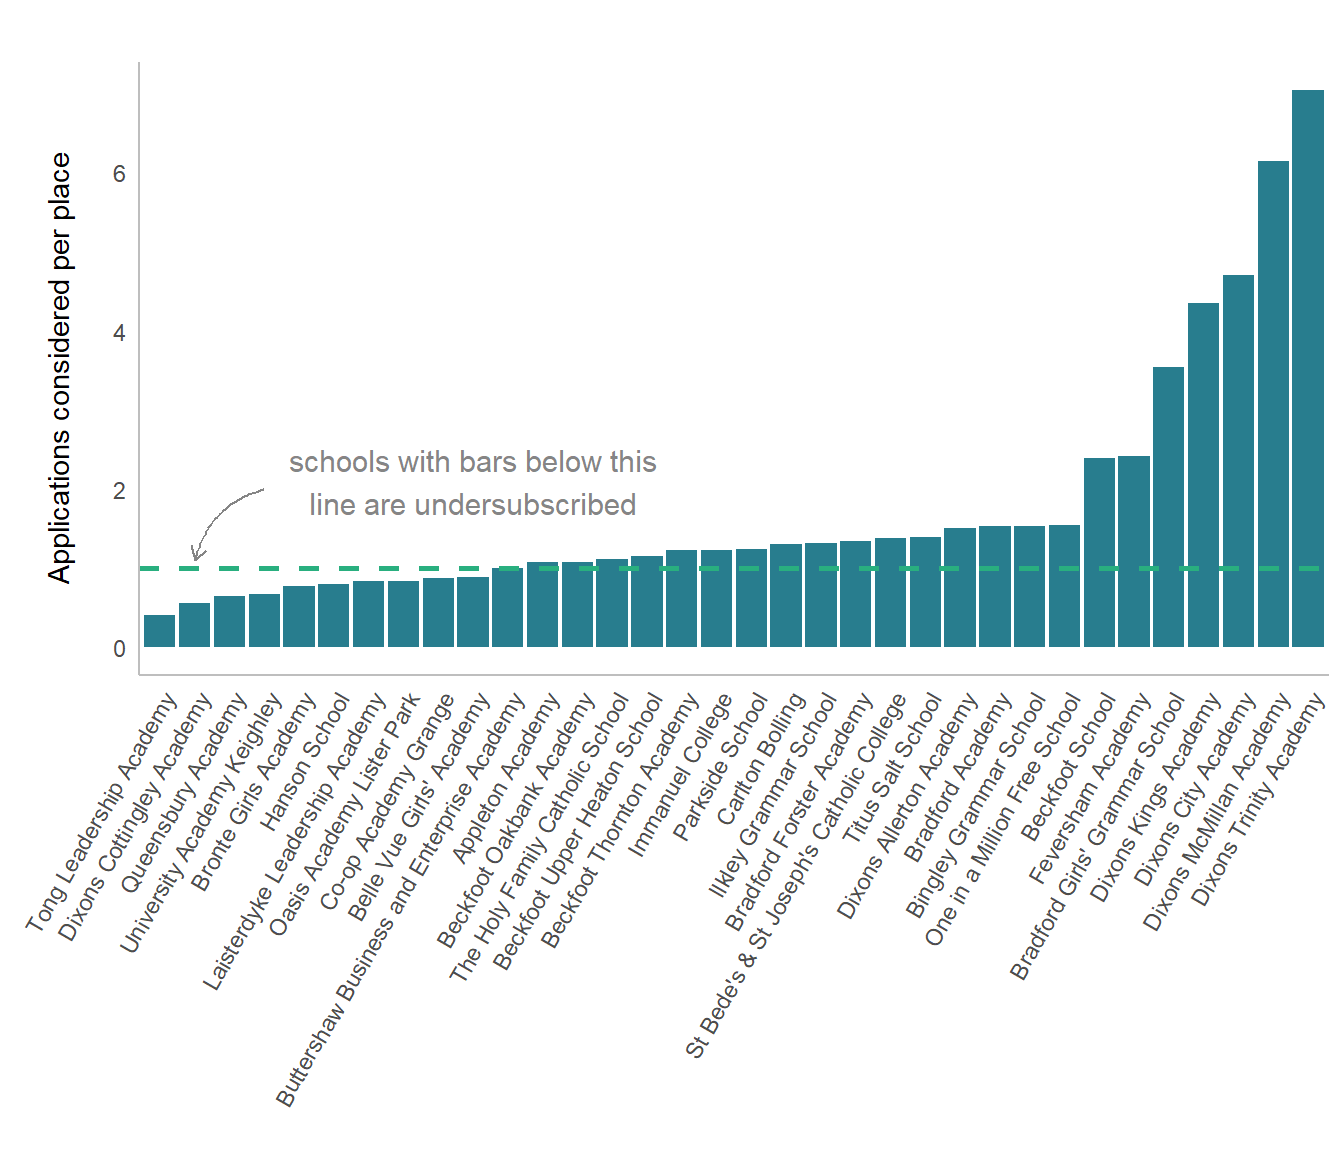 Applications considered per place
6
4
2
0
schools with bars below this
line are undersubscribed
Tong Leadership Academy
Dixons Cottingley Academy
Queensbury Academy
University Academy Keighley
Bronte Girls Academy
Hanson School
Laisterdyke Leadership Academy
Oasis Academy Lister Park
Co-op Academy Grange
Belle Vue Girls' Academy
Buttershaw Business and Enterprise Academy
Appleton Academy
Beckfoot Oakbank Academy
The Holy Family Catholic School
Beckfoot Upper Heaton School
Beckfoot Thornton Academy
Immanuel College
Parkside School
Carlton Bolling
Ilkley Grammar School
Bradford Forster Academy
St Bede's & St Joseph's Catholic College
Titus Salt School
Dixons Allerton Academy
Bradford Academy
Bingley Grammar School
One in a Million Free School
Beckfoot School
Feversham Academy
Bradford Girls' Grammar School
Dixons Kings Academy
Dixons City Academy
Dixons McMillan Academy
Dixons Trinity Academy